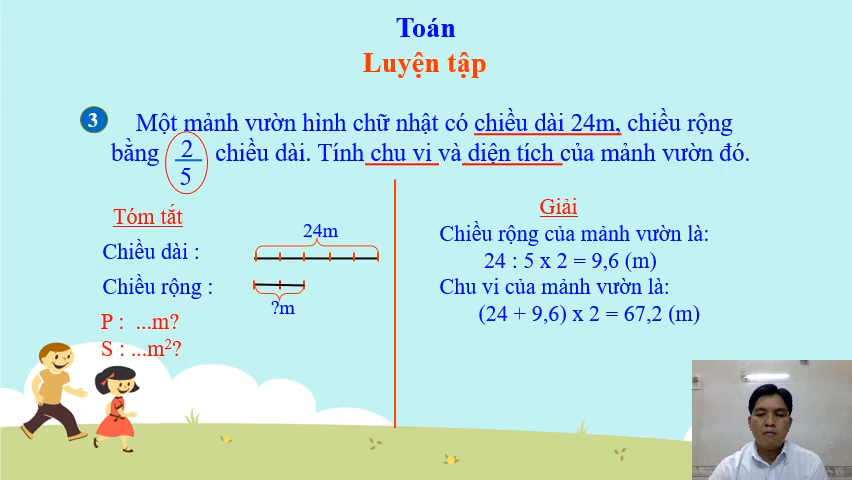 Toán
Luyện tập
3 Một mảnh vườn hình chữ nhật có chiều dài 24m, chiều rộng
bằng 2/5 chiều dài. Tính chu vi và diện tích của mảnh vườn đó.
Tóm tắt
24m
Chiều dài :
Chiều rộng :
?m
P : ...m?
S : ...m²?
Giải
Chiều rộng của mảnh vườn là:
24 : 5 x 2 = 9,6 (m)
Chu vi của mảnh vườn là:
(24 + 9,6) x 2 = 67,2 (m)